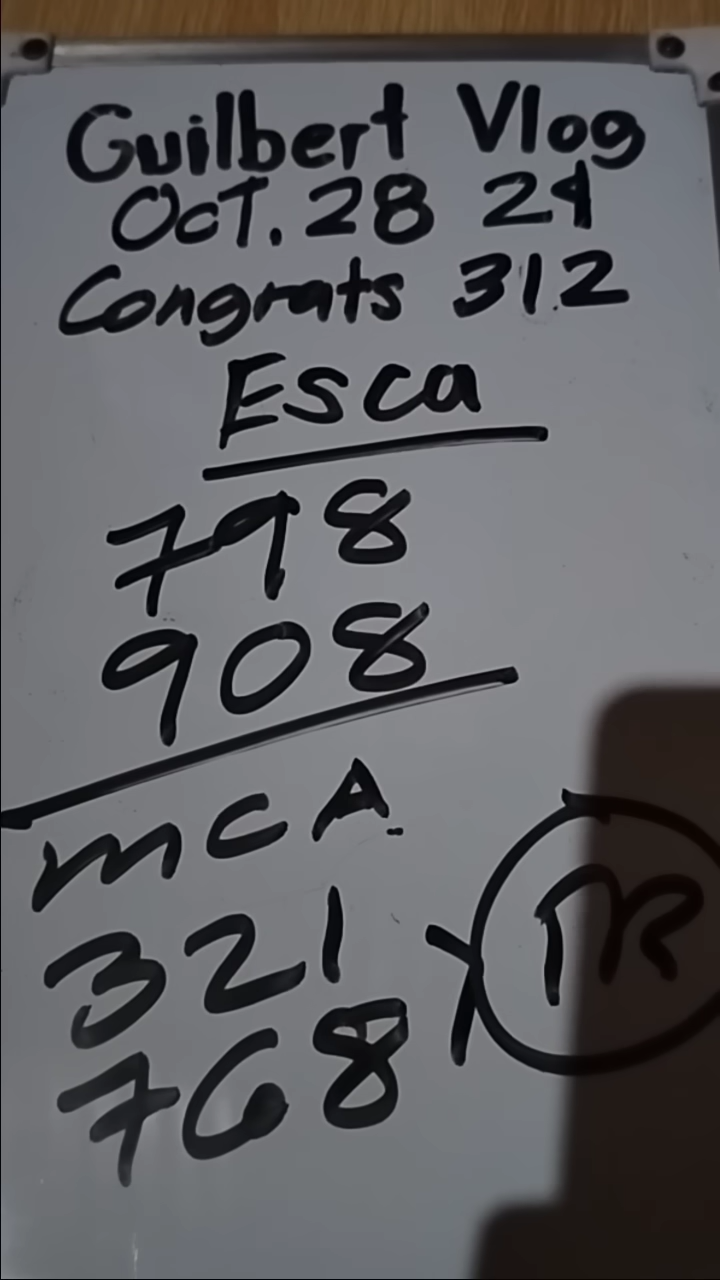 Guilbert Vlog
Oct. 28 24
Congrats 312
Esca
798
908
MCA.
321
768